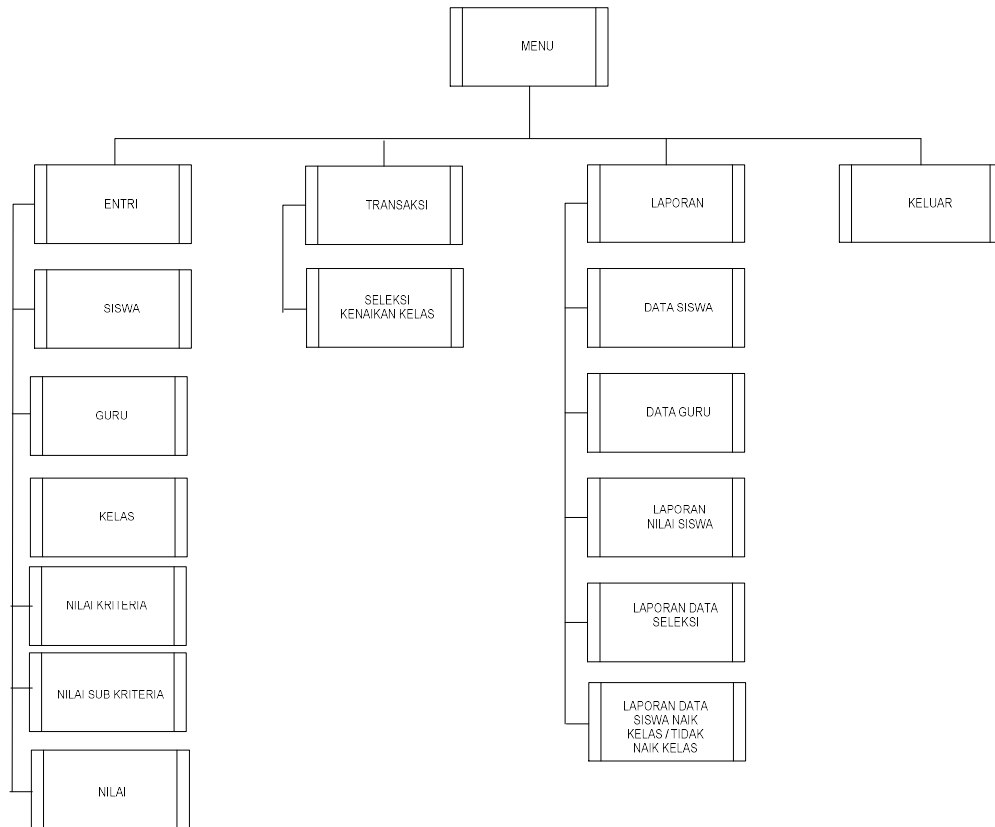 MENU
ENTRI
TRANSAKSI
LAPORAN
KELUAR
SISWA
SELEKSI
KENAIKAN KELAS
DATA SISWA
GURU
DATA GURU
KELAS
LAPORAN
NILAI SISWA
NILAI KRITERIA
LAPORAN DATA
SELEKSI
NILAI SUB KRITERIA
LAPORAN DATA
SISWA NAIK
KELAS / TIDAK
NAIK KELAS
NILAI